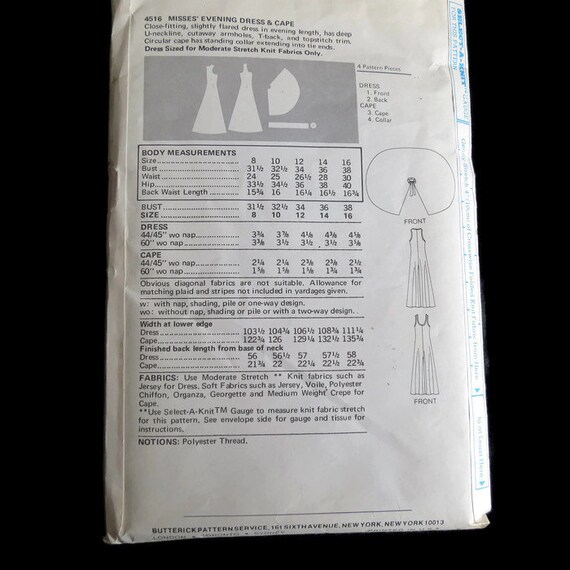 4516 MISSES' EVENING DRESS & CAPE
Close-fitting, slightly flared dress in evening length, has deep
U-neckline, cutaway armholes, T-back, and topstitch trim.
Circular cape has standing collar extending into tie ends.
Dress Sized for Moderate Stretch Knit Fabrics Only.
4 Pattern Pieces
DRESS
1. Front
2. Back
CAPE
3. Cape
4. Collar
BODY MEASUREMENTS
Size 8 10 12 14 16
Bust 31½ 32½ 34 36 38
Waist 24 25 26½ 28 30
Hip 33½ 34½ 36 38 40
Back Waist Length 15¾ 16 16¼ 16½ 16¾
BUST 31½ 32½ 34 36 38
SIZE 8 10 12 14 16
DRESS
44/45" wo nap 3¾ 3⅞ 4⅛ 4⅜ 4⅝
60" wo nap 3⅜ 3½ 3½ 3½ 3⅝
CAPE
44/45" wo nap 2¼ 2¼ 2⅜ 2⅜ 2½
60" wo nap 1⅝ 1⅝ 1⅝ 1¾ 1¾
Obvious diagonal fabrics are not suitable. Allowance for
matching plaid and stripes not included in yardages given.
w: with nap, shading, pile or one-way design.
wo: without nap, shading or pile or with a two-way design.
Width at lower edge
Dress 103½ 104¾ 106½ 108¾ 111¼
Cape 122¾ 126 129¼ 132½ 135¾
Finished back length from base of neck
Dress 56 56½ 57 57½ 58
Cape 21¾ 22 22¼ 22½ 22¾
FABRICS: Use Moderate Stretch ** Knit fabrics such as
Jersey for Dress. Soft Fabrics such as Jersey, Voile, Polyester
Chiffon, Organza, Georgette and Medium Weight Crepe for
Cape.
**Use Select-A-Knit™ Gauge to measure knit fabric stretch
for this pattern. See envelope side for gauge and tissue for
instructions.
NOTIONS: Polyester Thread.
FRONT
FRONT
BUTTERICK PATTERN SERVICE, 161 SIXTH AVENUE, NEW YORK, NEW YORK 10013
LONDON • TORONTO • SYDNEY
PRINTED IN U.S.A.
SELECT-A-KNIT
FOR THIS PATTERN